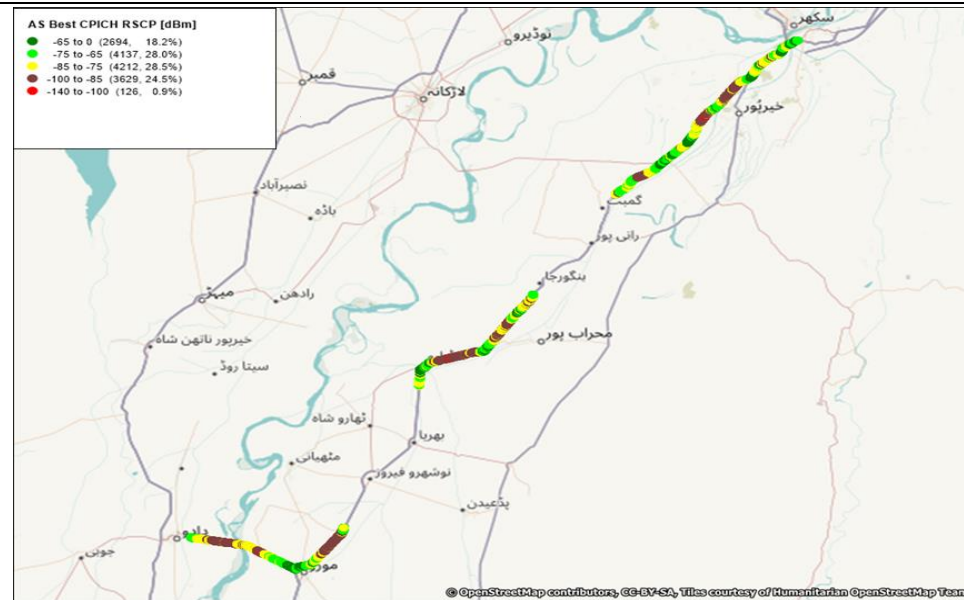 AS Best CPICH RSCP [dBm]
-65 to 0 (2694, 18.2%)
-75 to -65 (4137, 28.0%)
-85 to -75 (4212, 28.5%)
-100 to -85 (3629, 24.5%)
-140 to -100 (126, 0.9%)
سکھر
نوڈیرو
قمبر
لاڑکانہ
خیرپُور
نصیرآباد
باڈہ
گمبٹ
رانی پور
ہنگورجا
میہڑ
رادھن
محراب پور
خیرپور ناتھن شاہ
سیتا روڈ
ٹھارو شاہ
بھریا
مٹھیانی
نوشہرو فیروز
پڈعیدن
دادو
جوہی
مورو
© OpenStreetMap contributors, CC-BY-SA, Tiles courtesy of Humanitarian OpenStreetMap Team